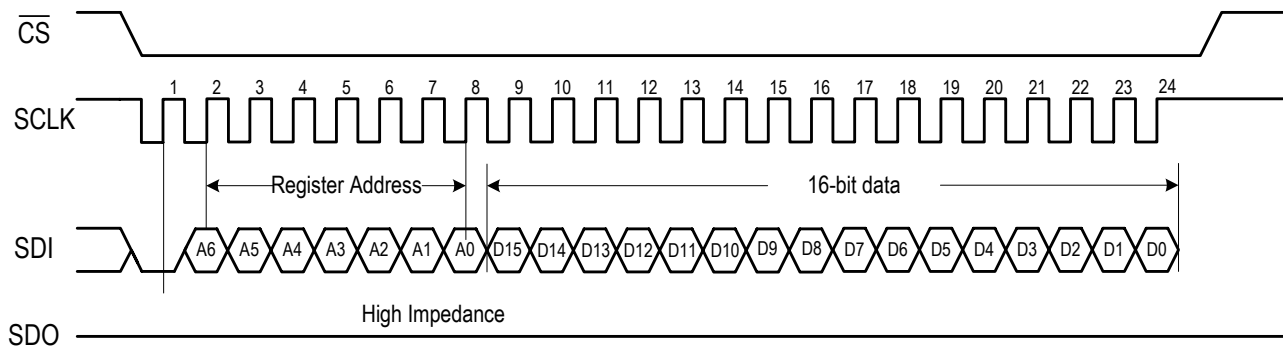 CS
1 2 3 4 5 6 7 8 9 10 11 12 13 14 15 16 17 18 19 20 21 22 23 24
SCLK
Register Address 16-bit data
SDI A6 A5 A4 A3 A2 A1 A0 D15 D14 D13 D12 D11 D10 D9 D8 D7 D6 D5 D4 D3 D2 D1 D0
High Impedance
SDO